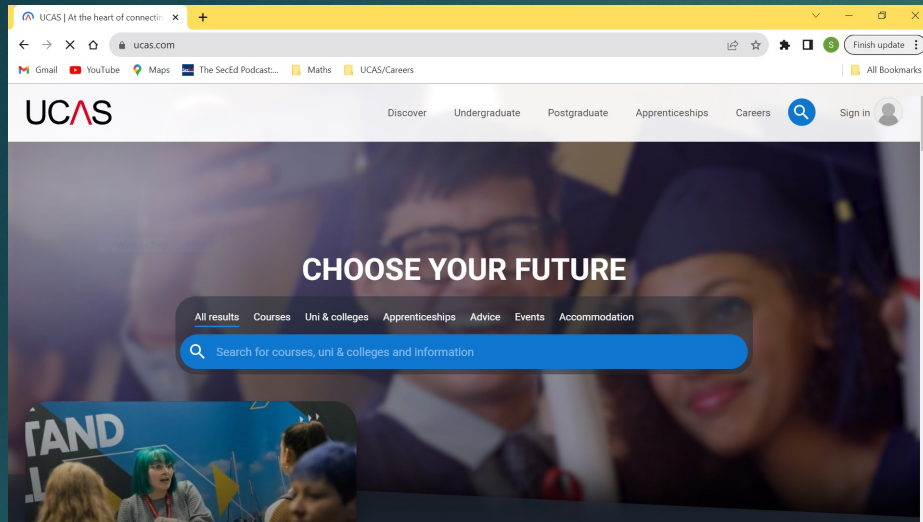 UCAS | At the heart of connectin
ucas.com
S
Finish update
Gmail YouTube Maps The SecEd Podcast:... Maths UCAS/Careers All Bookmarks
UCAS
Discover Undergraduate Postgraduate Apprenticeships Careers Sign in
CHOOSE YOUR FUTURE
All results Courses Uni & colleges Apprenticeships Advice Events Accommodation
Search for courses, uni & colleges and information
TAND